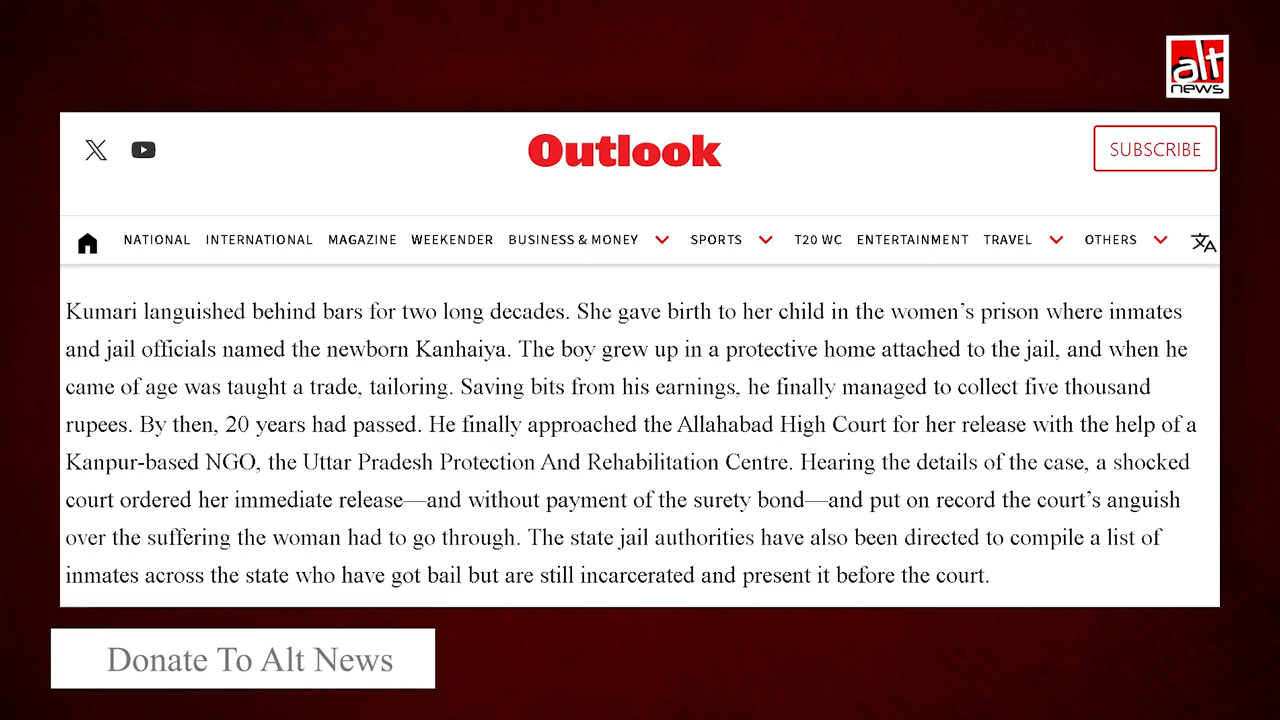 alt
news
Outlook
SUBSCRIBE
NATIONAL INTERNATIONAL MAGAZINE WEEKENDER BUSINESS & MONEY SPORTS T20 WC ENTERTAINMENT TRAVEL OTHERS
Kumari languished behind bars for two long decades. She gave birth to her child in the women’s prison where inmates
and jail officials named the newborn Kanhaiya. The boy grew up in a protective home attached to the jail, and when he
came of age was taught a trade, tailoring. Saving bits from his earnings, he finally managed to collect five thousand
rupees. By then, 20 years had passed. He finally approached the Allahabad High Court for her release with the help of a
Kanpur-based NGO, the Uttar Pradesh Protection And Rehabilitation Centre. Hearing the details of the case, a shocked
court ordered her immediate release—and without payment of the surety bond—and put on record the court’s anguish
over the suffering the woman had to go through. The state jail authorities have also been directed to compile a list of
inmates across the state who have got bail but are still incarcerated and present it before the court.
Donate To Alt News